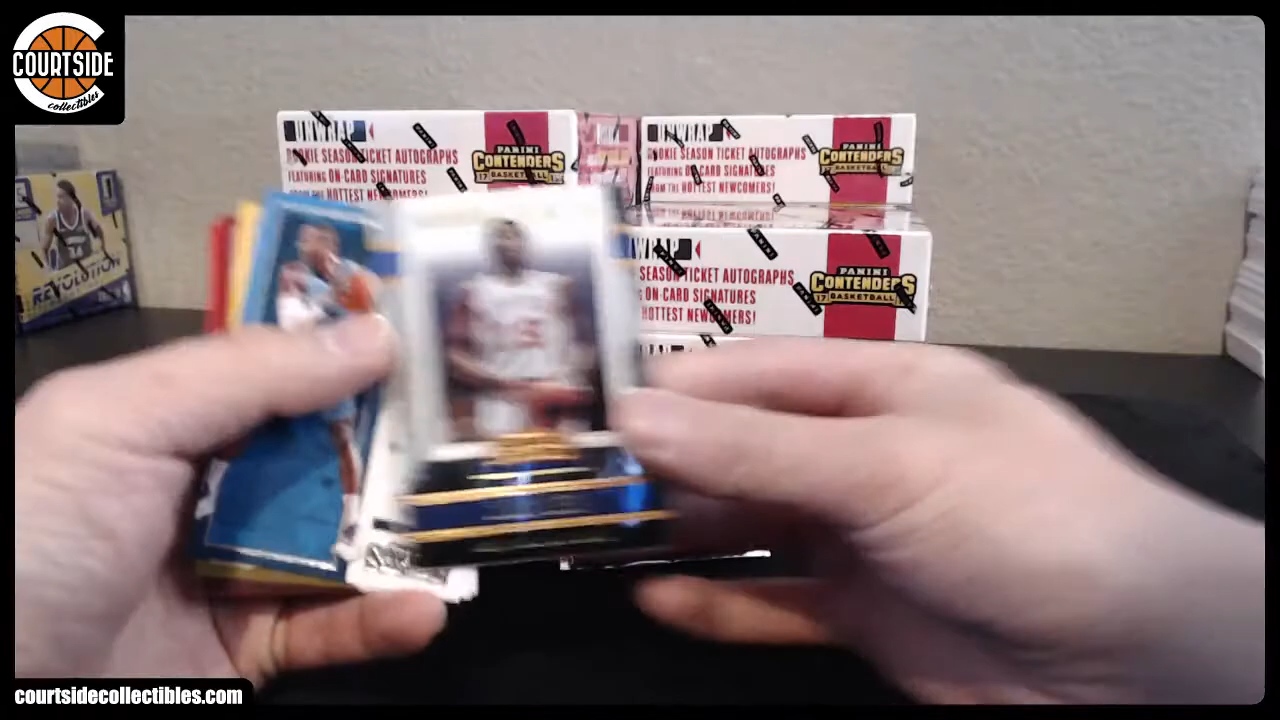 COURTSIDE
collectibles
UNWRAP
ROOKIE SEASON TICKET AUTOGRAPHS
FEATURING ON-CARD SIGNATURES
FROM THE HOTTEST NEWCOMERS!
PANINI
CONTENDERS
17 BASKETBALL
UNWRAP
ROOKIE SEASON TICKET AUTOGRAPHS
FEATURING ON-CARD SIGNATURES
FROM THE HOTTEST NEWCOMERS!
PANINI
CONTENDERS
17 BASKETBALL
SEASON TICKET AUTOGRAPHS
ON-CARD SIGNATURES
HOTTEST NEWCOMERS!
PANINI
CONTENDERS
17 BASKETBALL
REVOLUTION
courtsidecollectibles.com